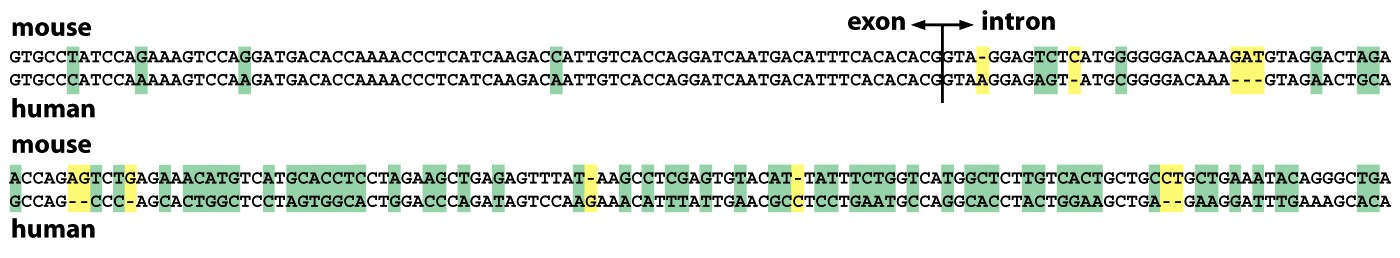 mouse
exon intron
GTGCCTATCCAGAAAGTCCAGGATGACACCAAAACCCTCATCAAGACCATTGTCACCAGGATCAATGACATTTCACACACGGTA-GGAGTCTCATGGGGGGACAAAGATGTAGGACTAGA
GTGCCCATCCAAAAAGTCCAAGATGACACCAAAACCCTCATCAAGACAATTGTCACCAGGATCAATGACATTTCACACACGGTAAGGAGAGT-ATGCGGGGACAAA---GTAGAACTGCA
human
mouse
ACCAGAGTCTGAGAAACATGTCATGCACCTCCTAGAAGCTGAGAGTTTAT-AAGCCTCGAGTGTACAT-TATTTCTGGTCATGGCTCTTGTCACTGCTGCCTGCTGAAATACAGGGCTGA
GCCAG--CCC-AGCACTGGCTCCTAGTGGCACTGGACCCAGATAGTCCAAGAAACATTTATTGAACGCCTCCTGAATGCCAGGCACCTACTGGAAGCTGA--GAAGGATTTGAAAGCACA
human